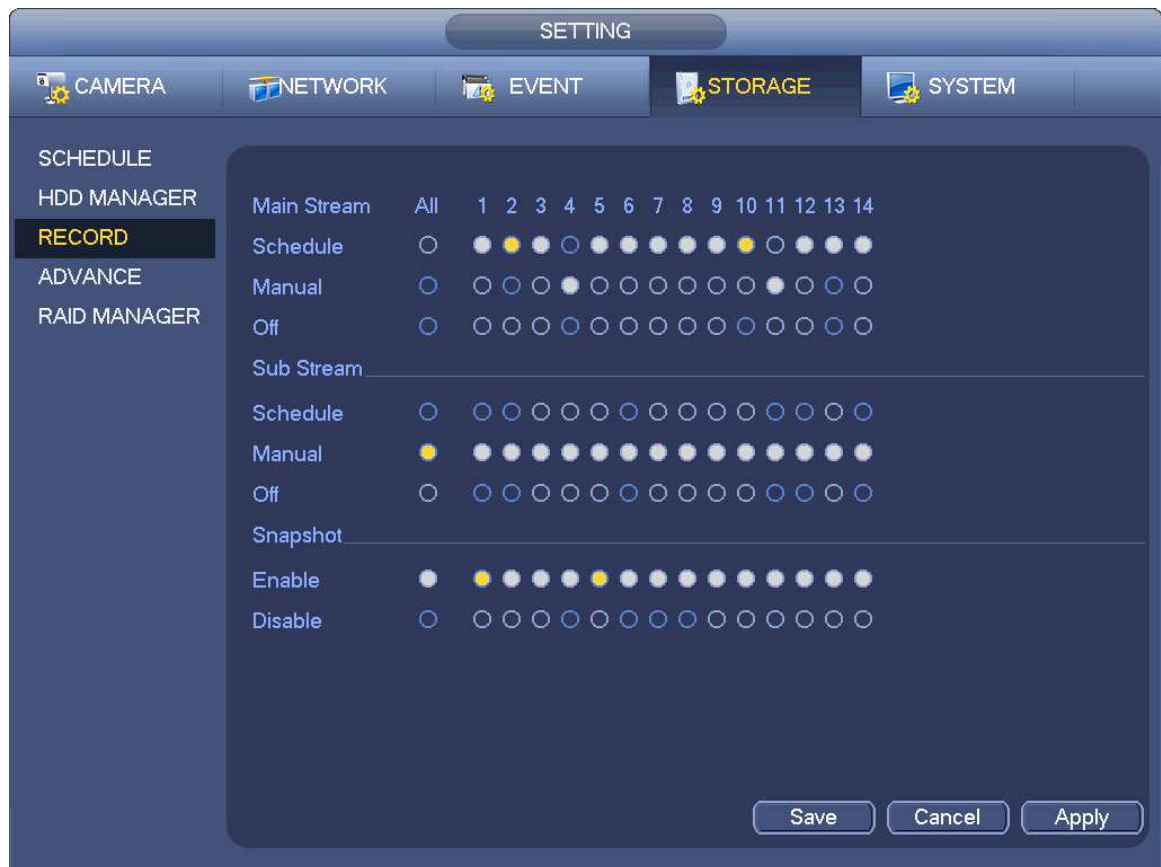 SETTING
CAMERA NETWORK EVENT STORAGE SYSTEM
SCHEDULE
HDD MANAGER
RECORD
ADVANCE
RAID MANAGER
Main Stream All 1 2 3 4 5 6 7 8 9 10 11 12 13 14
Schedule
Manual
Off
Sub Stream
Schedule
Manual
Off
Snapshot
Enable
Disable
Save Cancel Apply